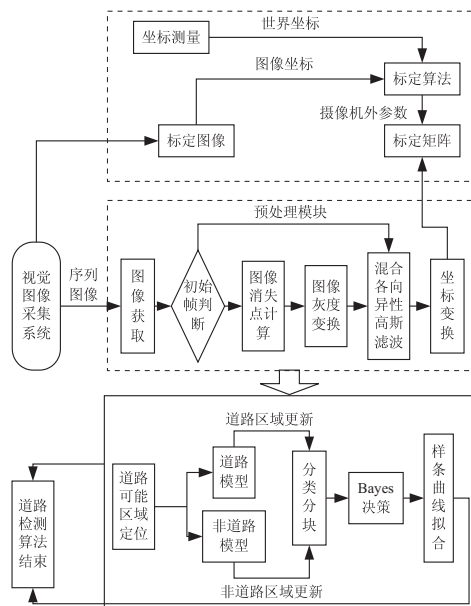 世界坐标
坐标测量
图像坐标
标定算法
摄像机外参数
标定图像
标定矩阵
预处理模块
视觉
图像
采集
系统
序列
图像
图
像
获
取
初始
帧判
断
图像
消失
点计
算
图像
灰度
变换
混合
各向
异性
高斯
滤波
坐
标
变
换
道路区域更新
道路
检测
算法
结束
道路
可能
区域
定位
道路
模型
非道路
模型
分
类
分
块
Bayes
决策
样
条
曲
线
拟
合
非道路区域更新